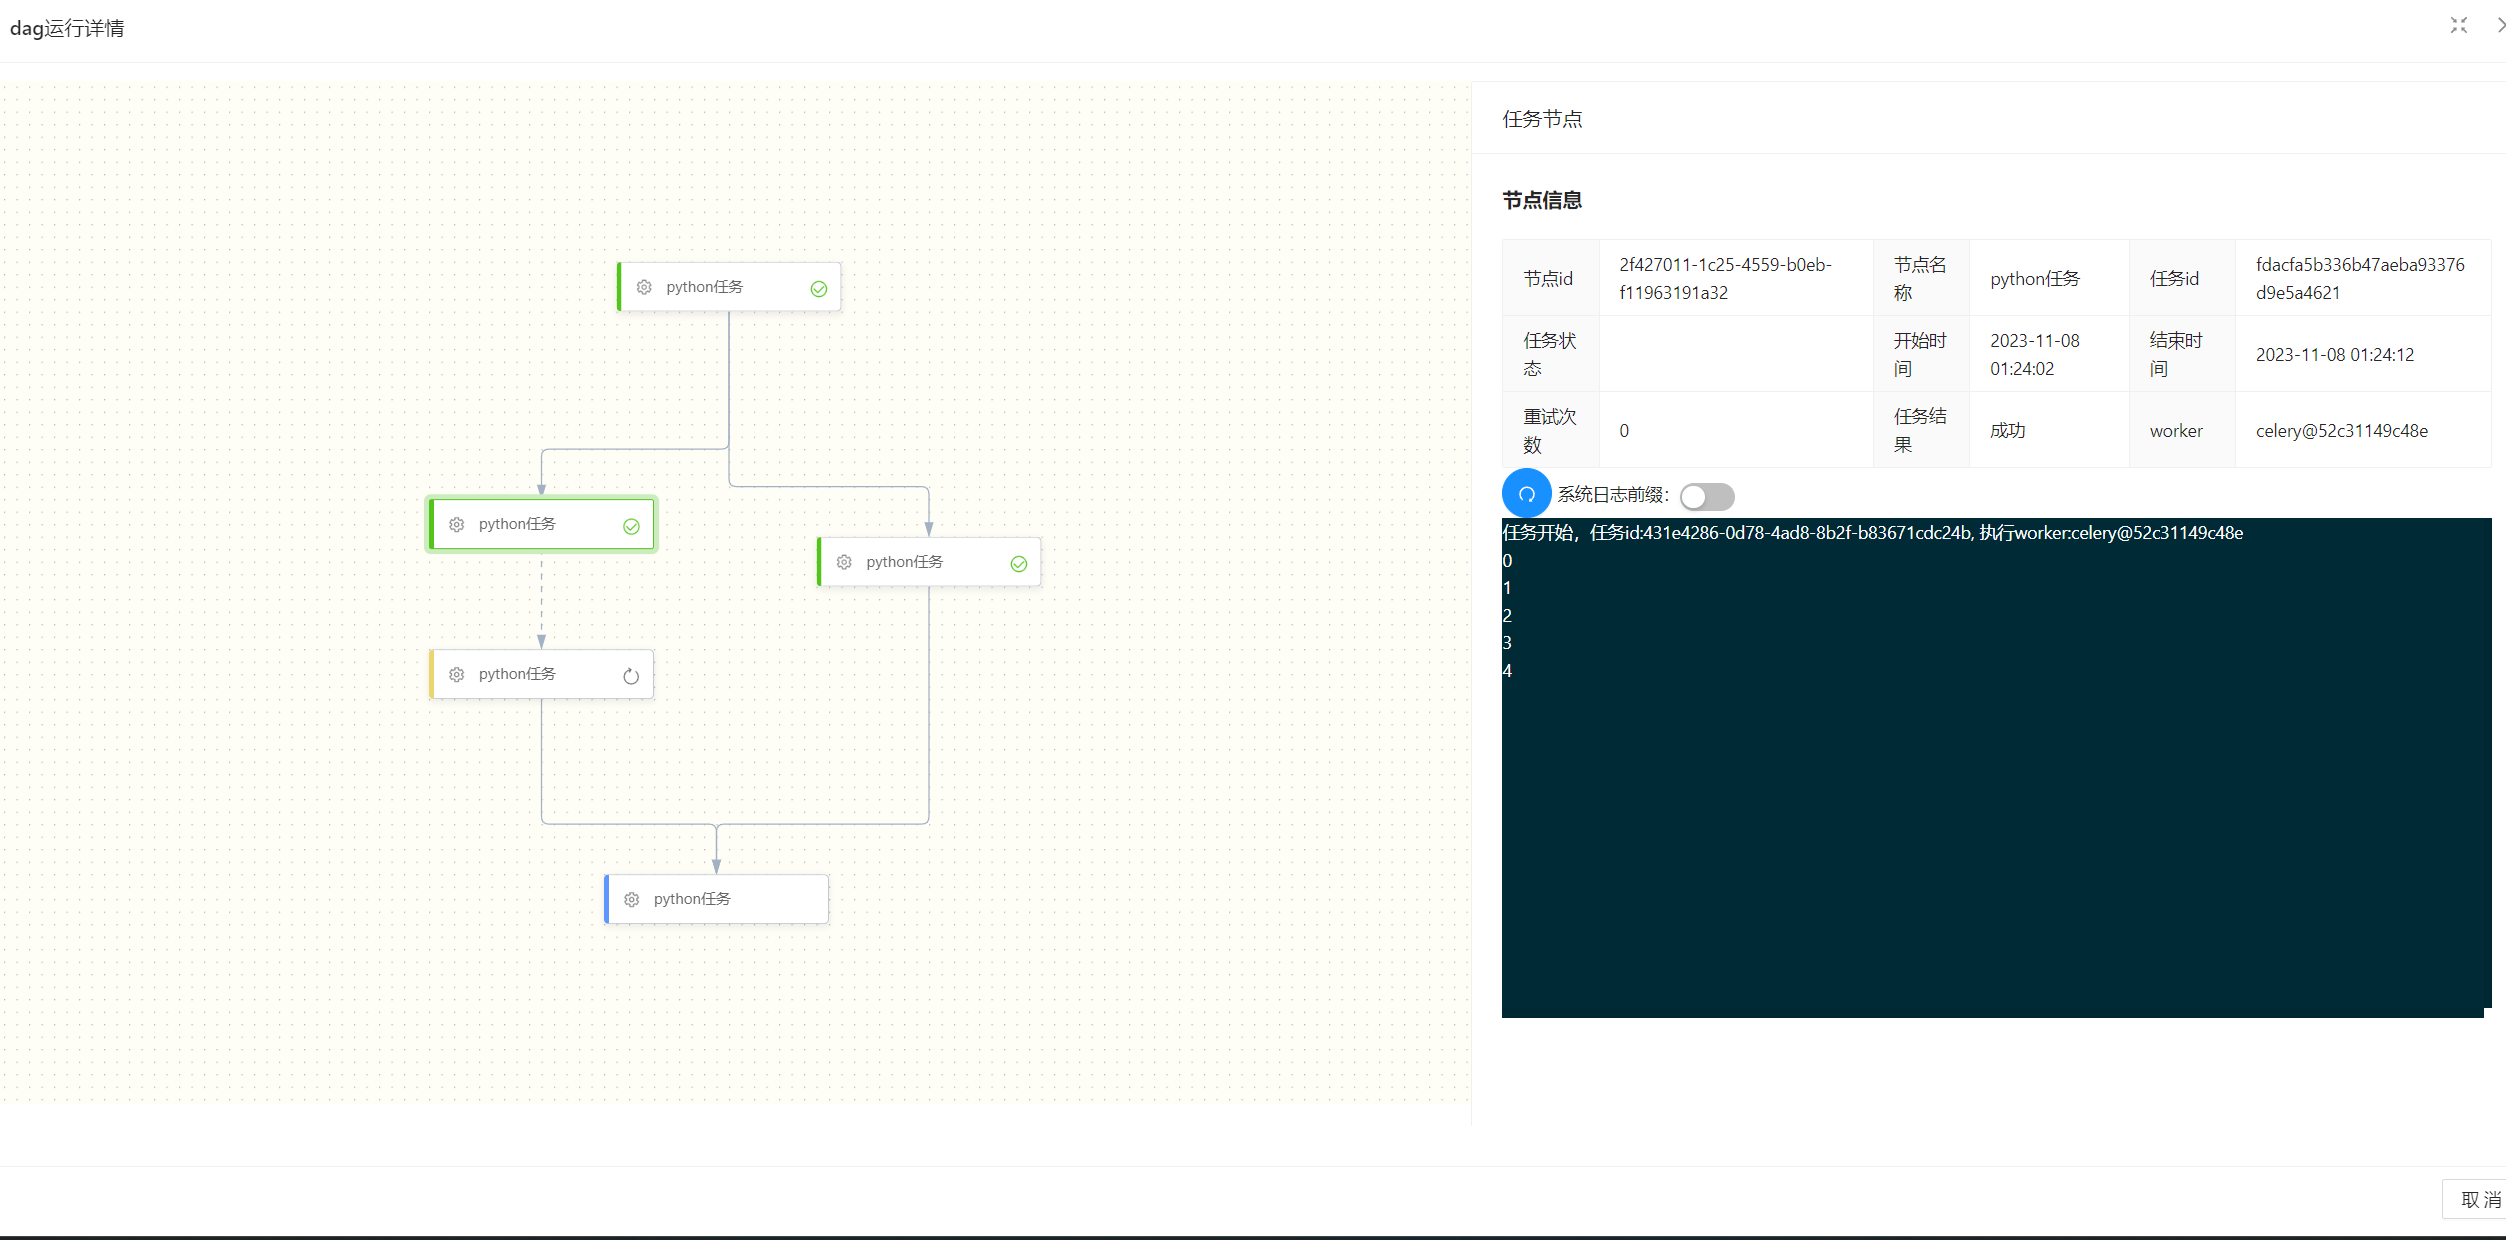 dag运行详情
python任务
python任务
python任务
python任务
python任务
任务节点
节点信息
节点id
2f427011-1c25-4559-b0eb-
f11963191a32
节点名
称
python任务
任务id
fdacfa5b336b47aeba93376
d9e5a4621
任务状
态
开始时
间
2023-11-08
01:24:02
结束时
间
2023-11-08 01:24:12
重试次
数
0
任务结
果
成功
worker
celery@52c31149c48e
系统日志前缀：
任务开始，任务id:431e4286-0d78-4ad8-8b2f-b83671cdc24b, 执行worker:celery@52c31149c48e
0
1
2
3
4
取 消